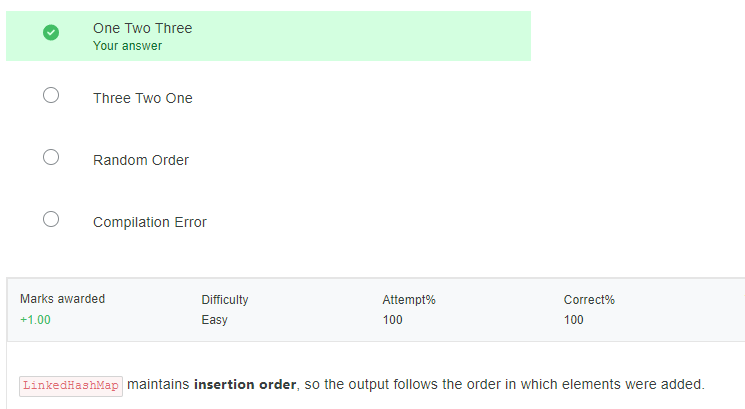 One Two Three
Your answer
Three Two One
Random Order
Compilation Error
Marks awarded Difficulty Attempt% Correct%
+1.00 Easy 100 100
LinkedHashMap maintains insertion order, so the output follows the order in which elements were added.